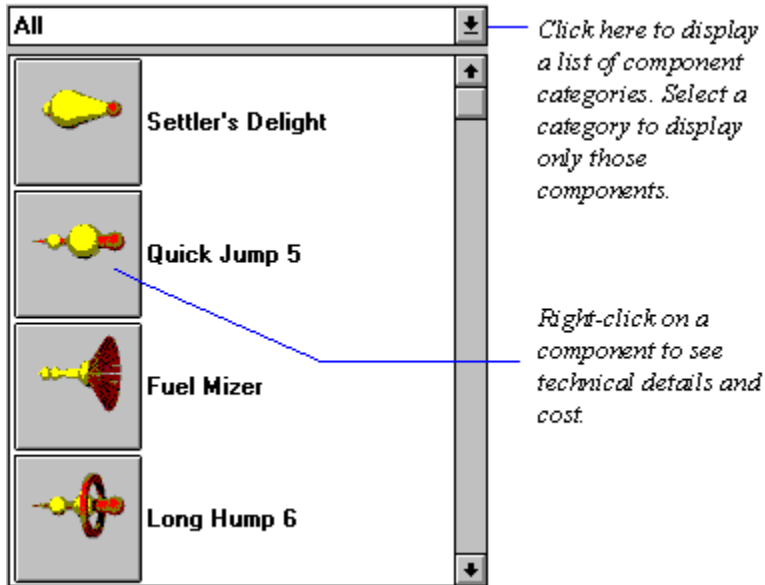 All
Click here to display
a list of component
categories. Select a
category to display
only those
components.
Settler's Delight
Quick Jump 5
Right-click on a
component to see
technical details and
cost.
Fuel Mizer
Long Hump 6